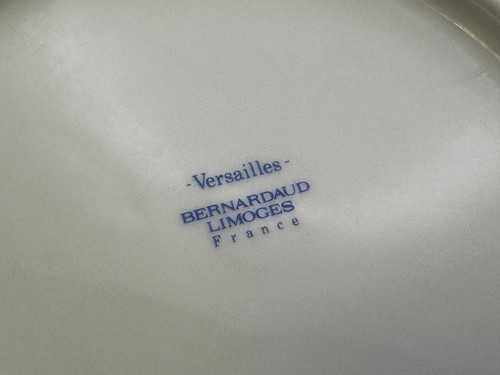 -Versailles-
BERNARDAUD
LIMOGES
France